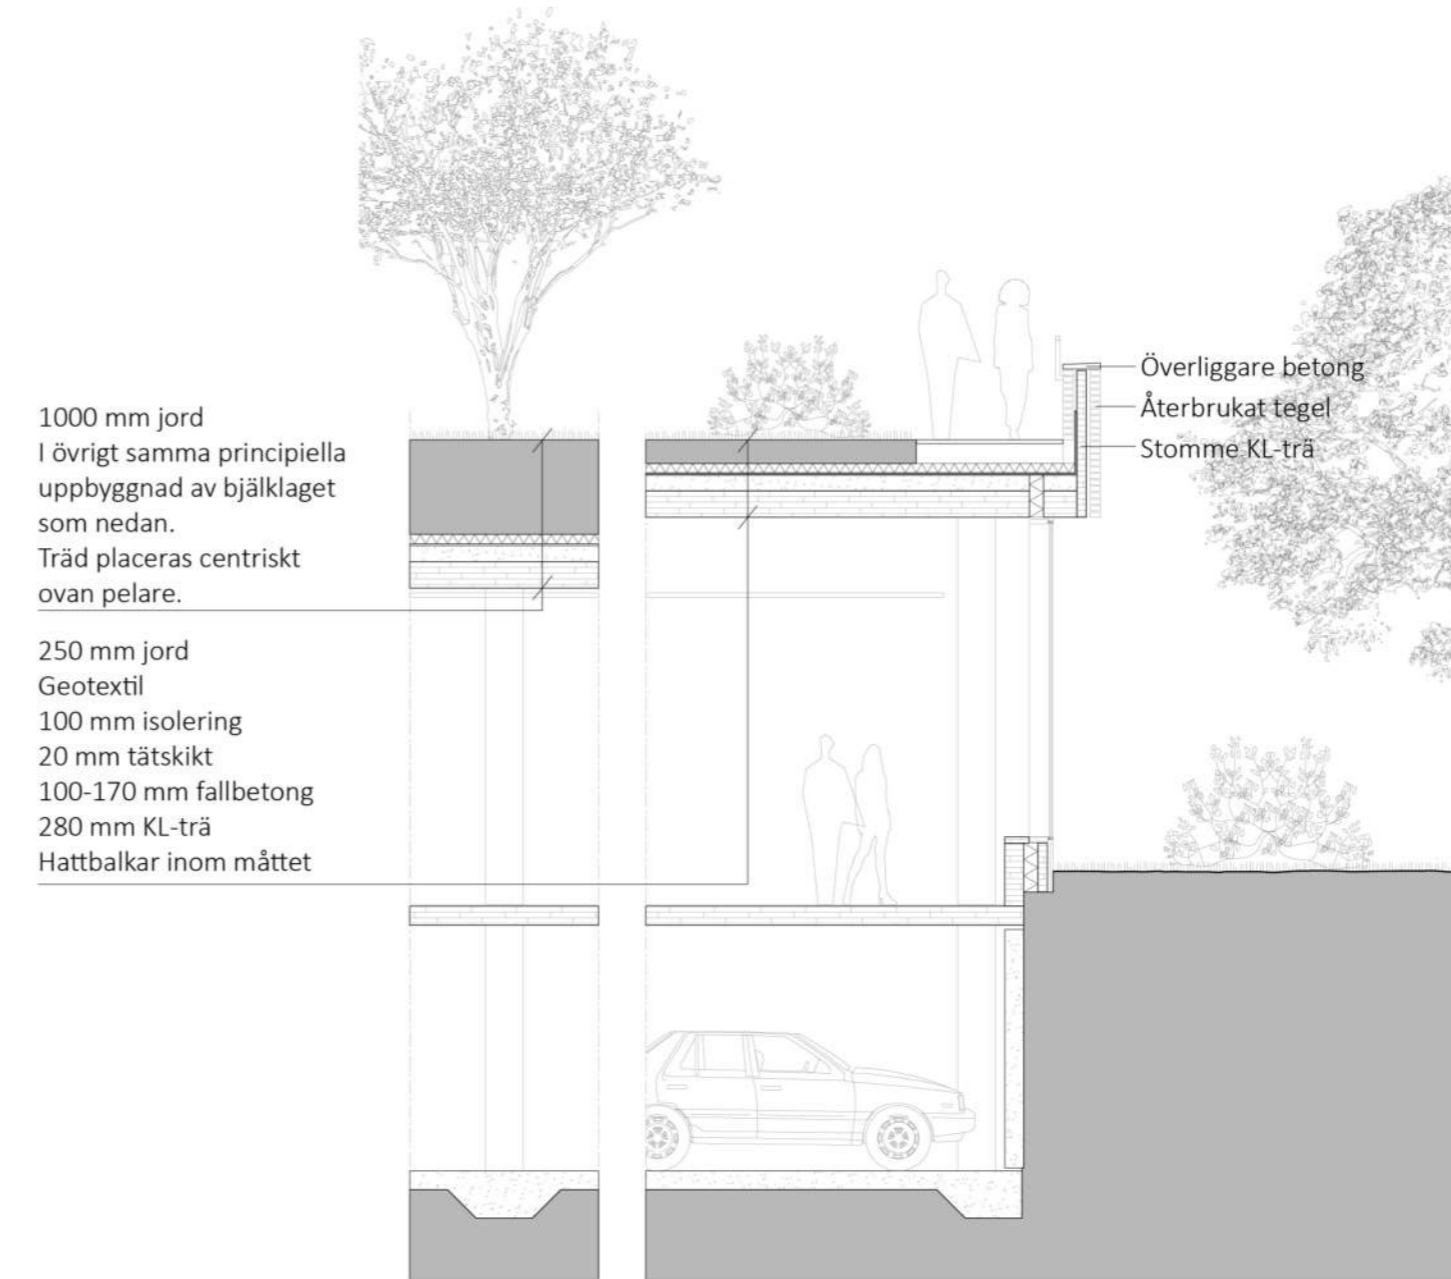 1000 mm jord
I övrigt samma principiella
uppbyggnad av bjälklaget
som nedan.
Träd placeras centriskt
ovan pelare.
250 mm jord
Geotextil
100 mm isolering
20 mm tätskikt
100-170 mm fallbetong
280 mm KL-trä
Hattbalkar inom måttet
Överliggare betong
Återbrukat tegel
Stomme KL-trä